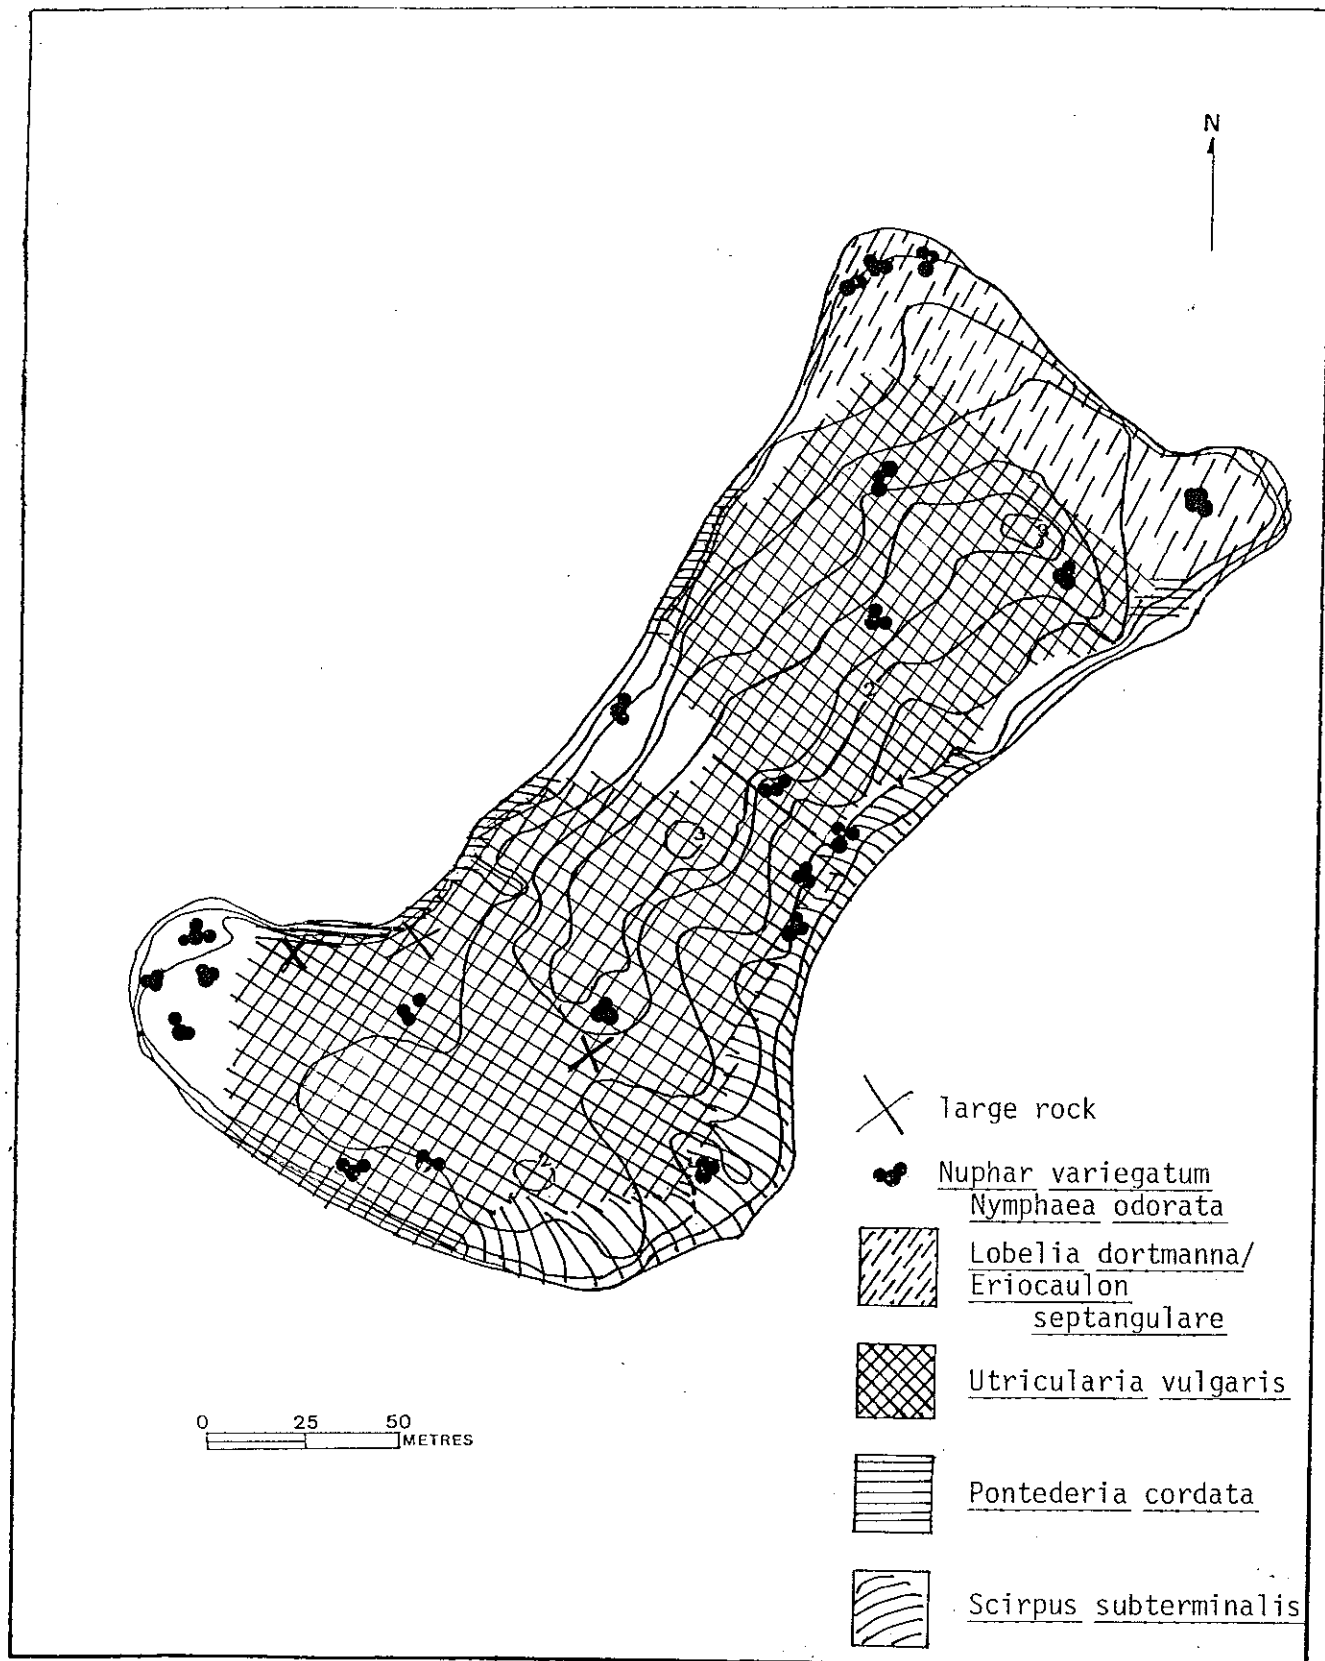 N
3
2
3
2
large rock
Nuphar variegatum
Nymphaea odorata
Lobelia dortmanna/
Eriocaulon
septangulare
Utricularia vulgaris
0 25 50
METRES
Pontederia cordata
Scirpus subterminalis